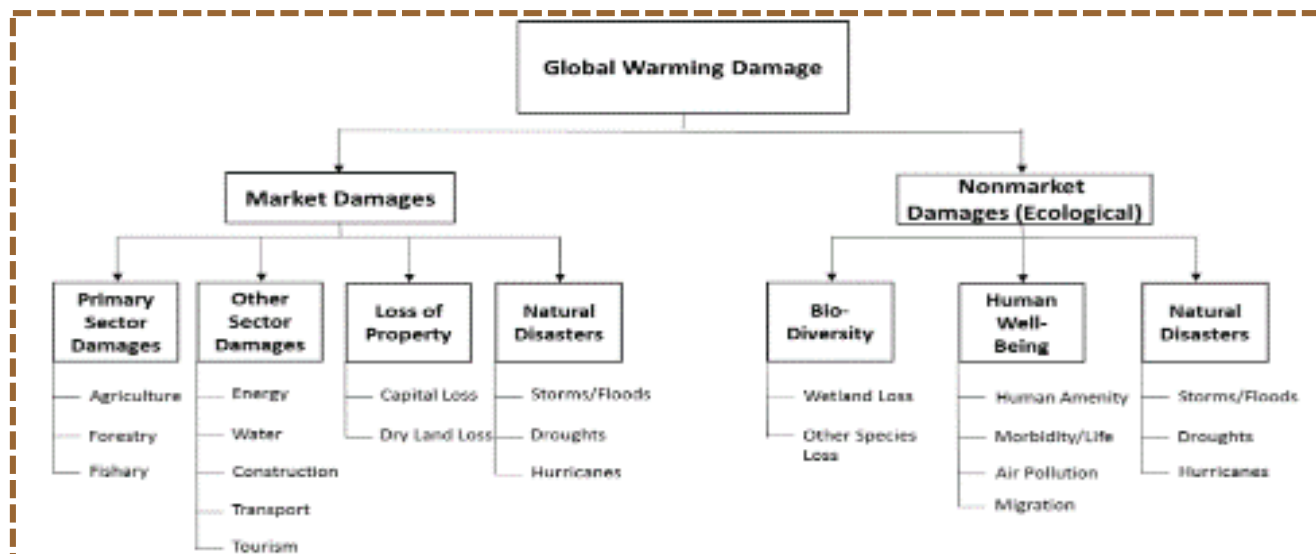 Global Warming Damage
Market Damages
Nonmarket
Damages (Ecological)
Primary
Sector
Damages
Other
Sector
Damages
Loss of
Property
Natural
Disasters
Bio-
Diversity
Human
Well-
Being
Natural
Disasters
Agriculture
Forestry
Fishary
Energy
Water
Construction
Transport
Tourism
Capital Loss
Dry Land Loss
Storms/Floods
Droughts
Hurricanes
Wetland Loss
Other Species
Loss
Human Amenity
Morbidity/Life
Air Pollution
Migration
Storms/Floods
Droughts
Hurricanes